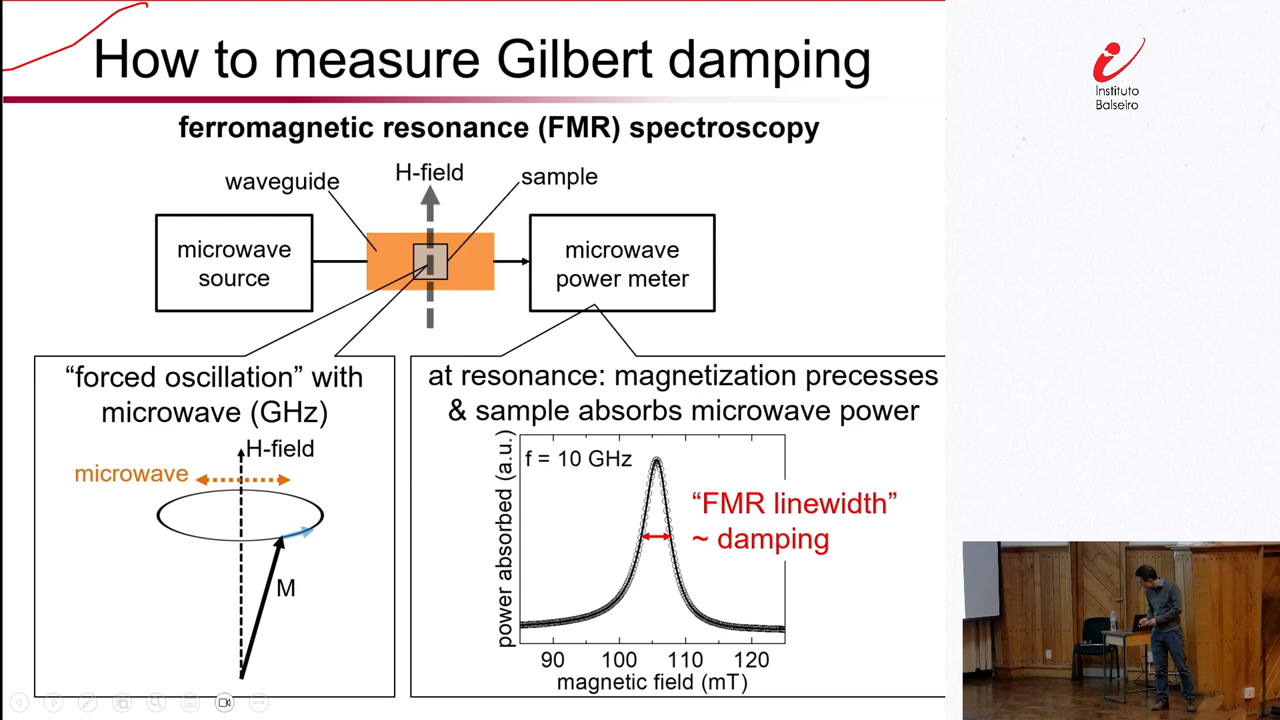 How to measure Gilbert damping
ferromagnetic resonance (FMR) spectroscopy
waveguide
H-field
sample
microwave
source
microwave
power meter
“forced oscillation” with
microwave (GHz)
H-field
microwave
M
at resonance: magnetization precesses
& sample absorbs microwave power
power absorbed (a.u.)
f = 10 GHz
“FMR linewidth”
~ damping
90 100 110 120
magnetic field (mT)
Instituto
Balseiro